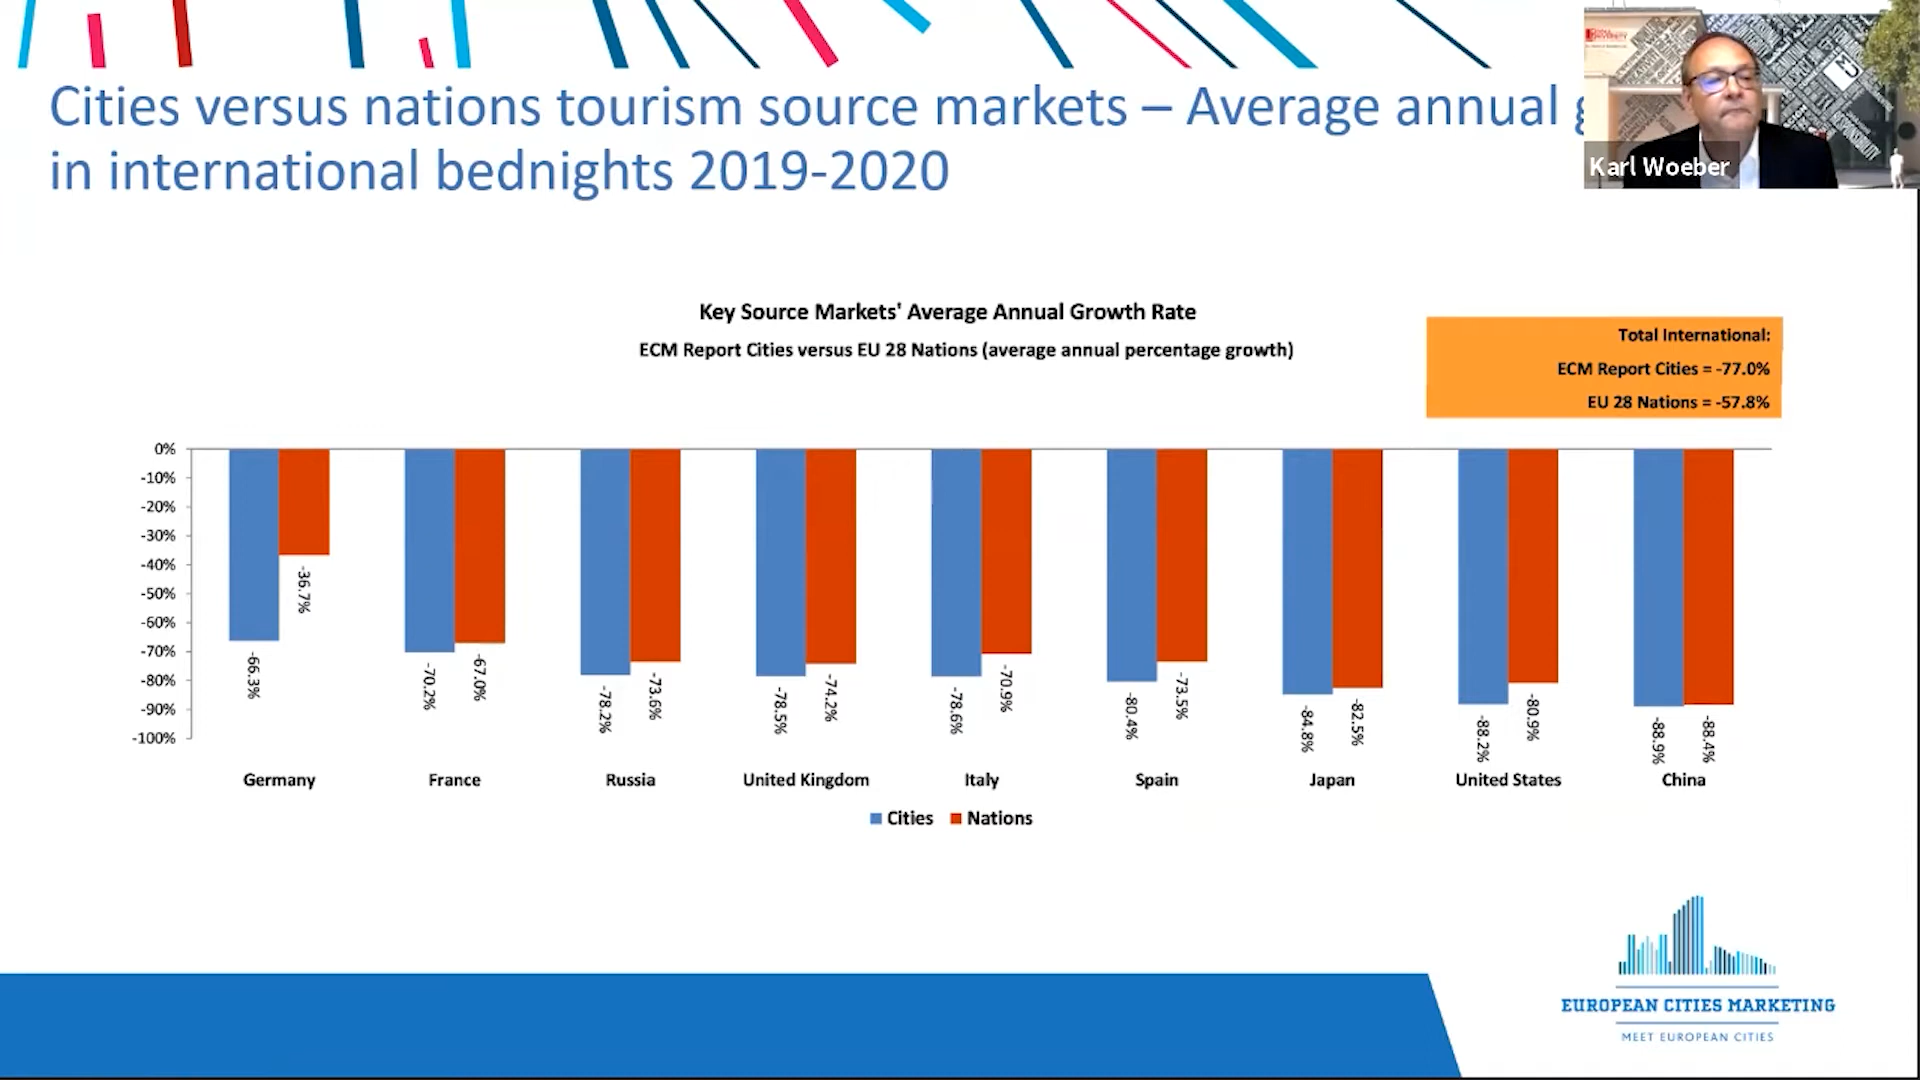 Cities versus nations tourism source markets – Average annual
in international bednights 2019-2020
Karl Woeber
Key Source Markets' Average Annual Growth Rate
ECM Report Cities versus EU 28 Nations (average annual percentage growth)
Total International:
ECM Report Cities = -77.0%
EU 28 Nations = -57.8%
0%
-10%
-20%
-30%
-40%
-50%
-60%
-70%
-80%
-90%
-100%
-66.3%
-36.7%
-70.2%
-67.0%
-78.2%
-73.6%
-78.5%
-74.2%
-78.6%
-70.9%
-80.4%
-73.5%
-84.8%
-82.5%
-88.2%
-80.9%
-88.9%
-88.4%
Germany
France
Russia
United Kingdom
Italy
Spain
Japan
United States
China
Cities
Nations
EUROPEAN CITIES MARKETING
MEET EUROPEAN CITIES